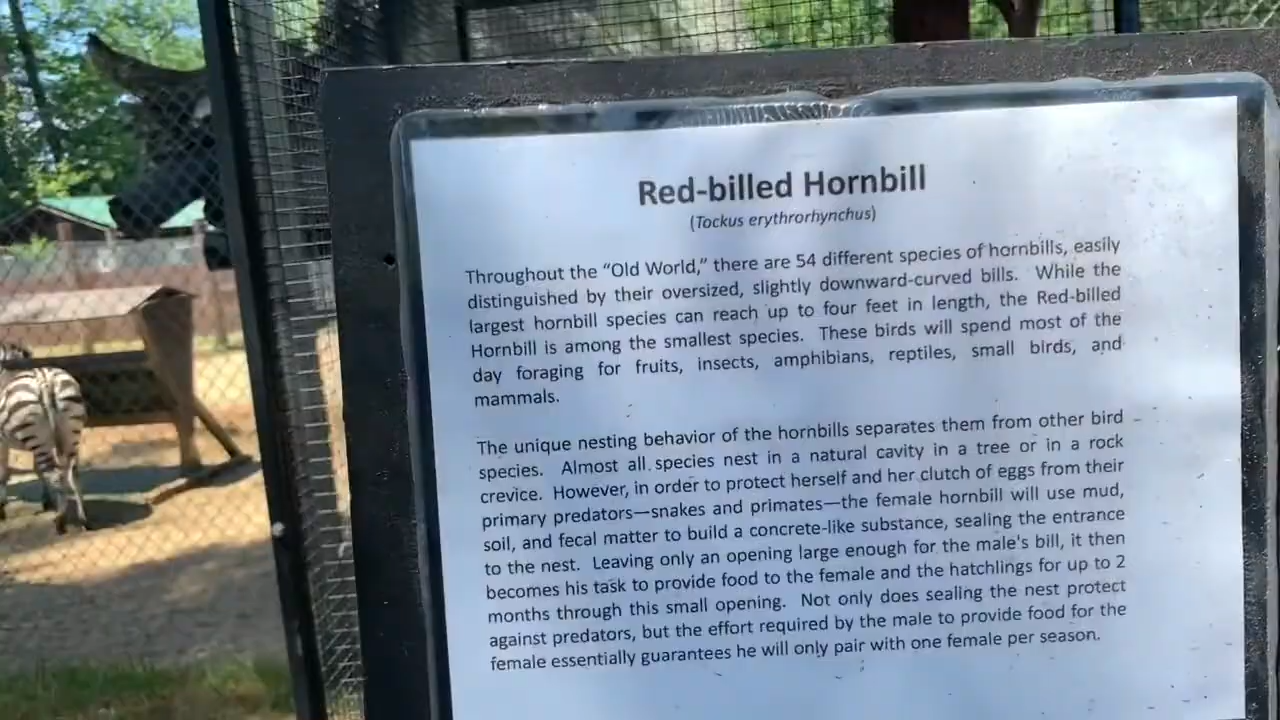 Red-billed Hornbill
(Tockus erythrorhynchus)
Throughout the “Old World,” there are 54 different species of hornbills, easily
distinguished by their oversized, slightly downward-curved bills. While the
largest hornbill species can reach up to four feet in length, the Red-billed
Hornbill is among the smallest species. These birds will spend most of the
day foraging for fruits, insects, amphibians, reptiles, small birds, and
mammals.
The unique nesting behavior of the hornbills separates them from other bird
species. Almost all species nest in a natural cavity in a tree or in a rock
crevice. However, in order to protect herself and her clutch of eggs from their
primary predators—snakes and primates—the female hornbill will use mud,
soil, and fecal matter to build a concrete-like substance, sealing the entrance
to the nest. Leaving only an opening large enough for the male's bill, it then
becomes his task to provide food to the female and the hatchlings for up to 2
months through this small opening. Not only does sealing the nest protect
against predators, but the effort required by the male to provide food for the
female essentially guarantees he will only pair with one female per season.